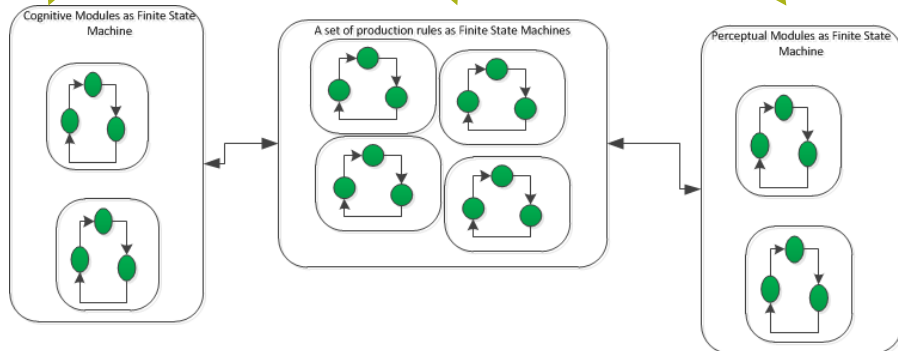 Cognitive Modules as Finite State
Machine
A set of production rules as Finite State Machines
Perceptual Modules as Finite State
Machine